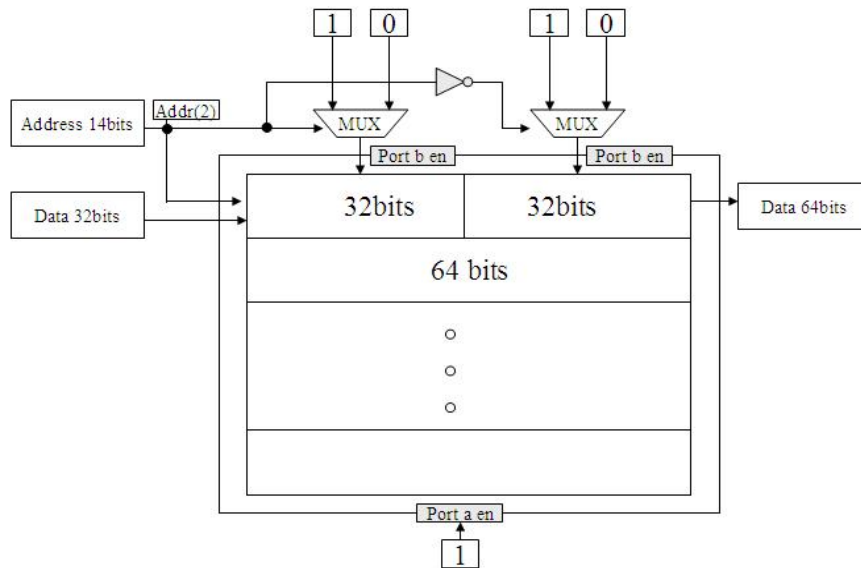 1 0 1 0
Address 14bits
Addr(2)
MUX MUX
Port b en Port b en
Data 32bits
32bits 32bits
Data 64bits
64 bits
Port a en
1